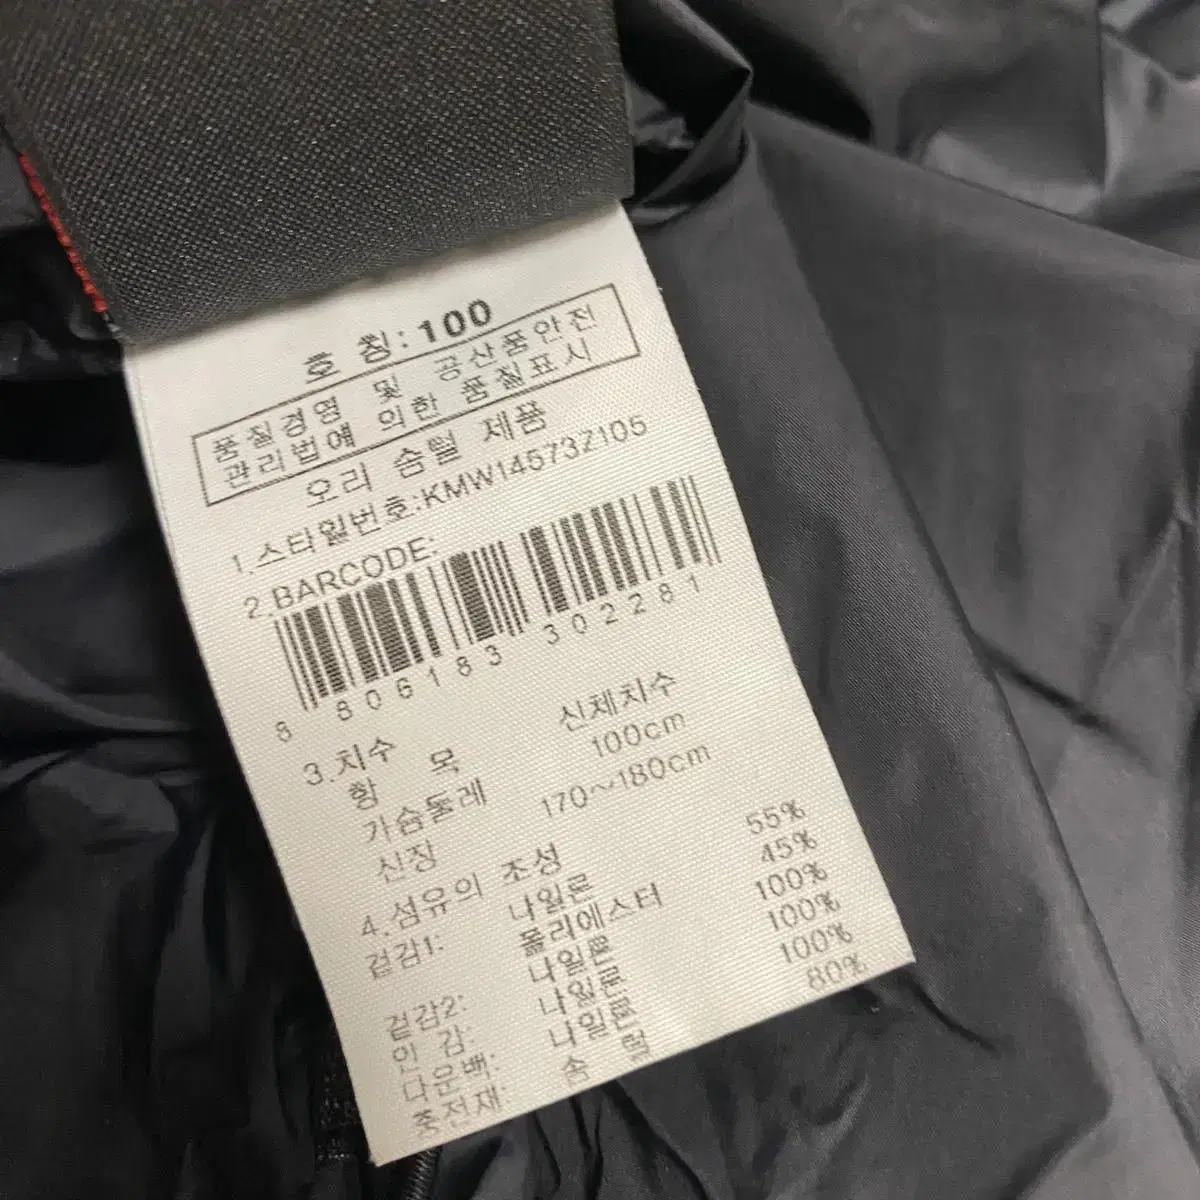 호 칭:100
품질경영 및 공산품안전
관리법에 의한 품질표시
오리 솜털 제품
1.스타일번호:KMW14573Z105
2.BARCODE:
8 806183 302281
3.치수
항 목 신체치수
가슴둘레 100cm
신장 170~180cm
4.섬유의 조성
겉감1: 나일론 55%
폴리에스터 45%
겉감2: 나일론 100%
안 감: 나일론 100%
다운백: 나일론 100%
충전재: 솜털 80%